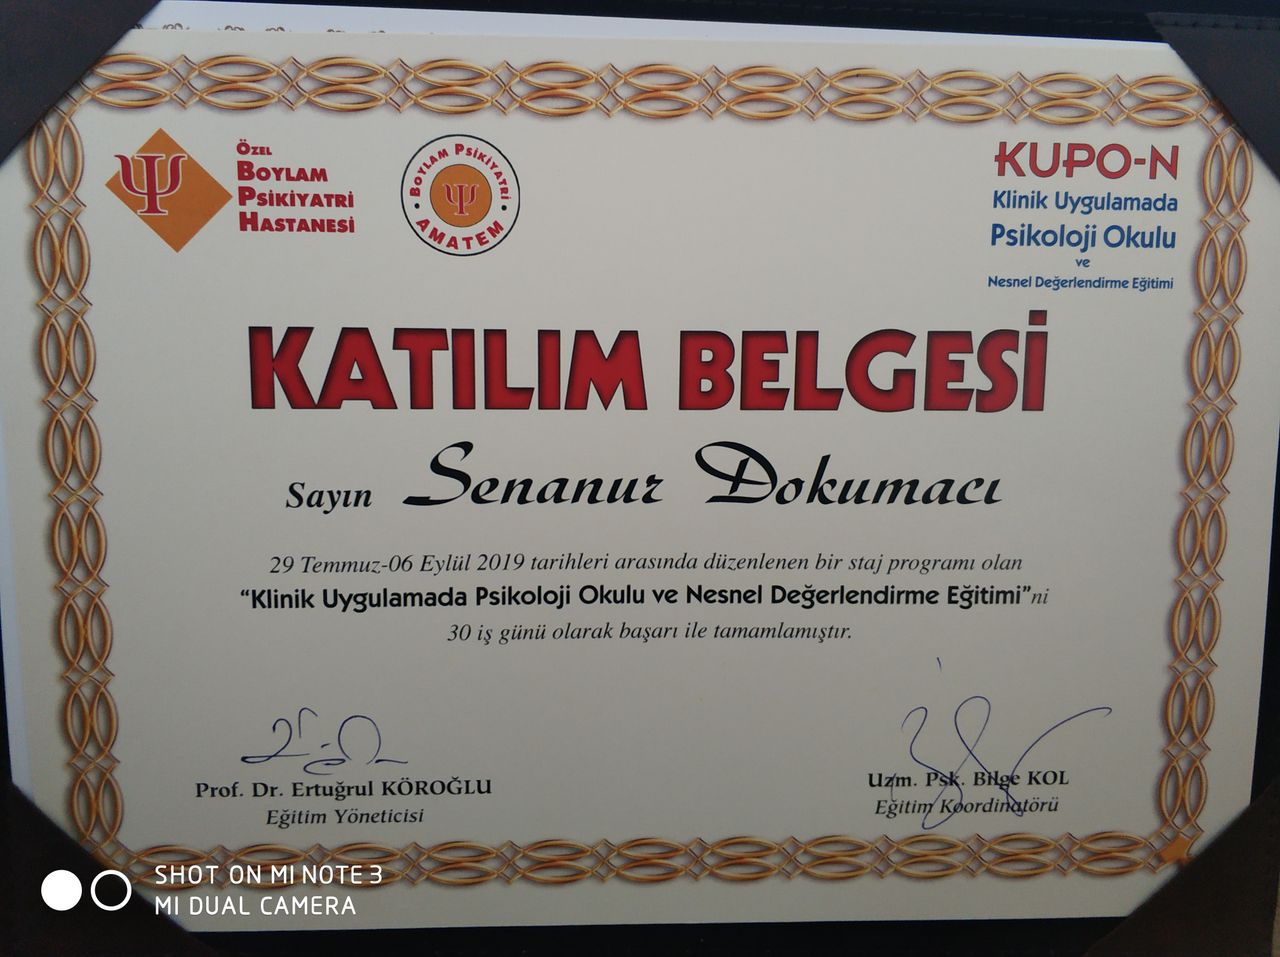 ÖZEL
BOYLAM
PSİKİYATRİ
HASTANESİ
BOYLAM PSİKİYATRİ
AMATEM
KUPO-N
Klinik Uygulamada
Psikoloji Okulu
ve
Nesnel Değerlendirme Eğitimi
KATILIM BELGESİ
Sayın Senanur Dokumacı
29 Temmuz-06 Eylül 2019 tarihleri arasında düzenlenen bir staj programı olan
"Klinik Uygulamada Psikoloji Okulu ve Nesnel Değerlendirme Eğitimi"ni
30 iş günü olarak başarı ile tamamlamıştır.
Prof. Dr. Ertuğrul KÖROĞLU
Eğitim Yöneticisi
Uzm. Psk. Bilge KOL
Eğitim Koordinatörü
SHOT ON MI NOTE 3
MI DUAL CAMERA